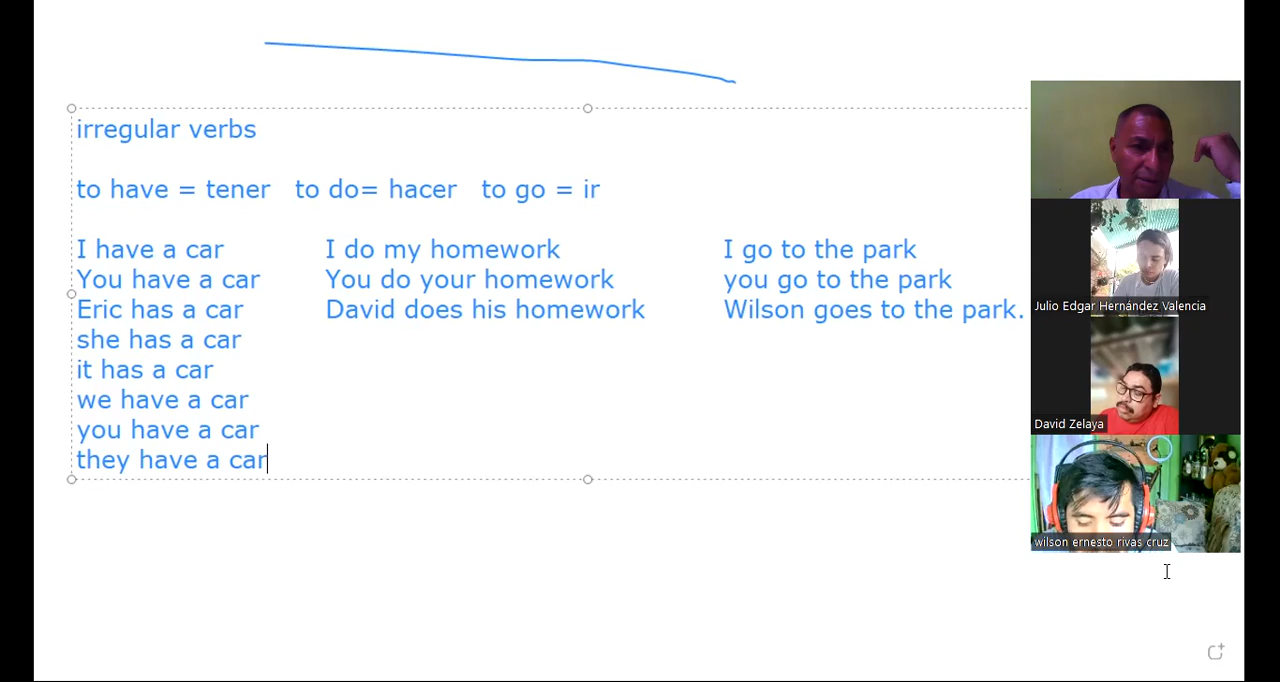 irregular verbs
to have = tener   to do= hacer   to go = ir
I have a car   I do my homework   I go to the park
You have a car   You do your homework   you go to the park
Eric has a car   David does his homework   Wilson goes to the park.
she has a car
it has a car
we have a car
you have a car
they have a car
Julio Edgar Hernández Valencia
David Zelaya
wilson ernesto rivas cruz